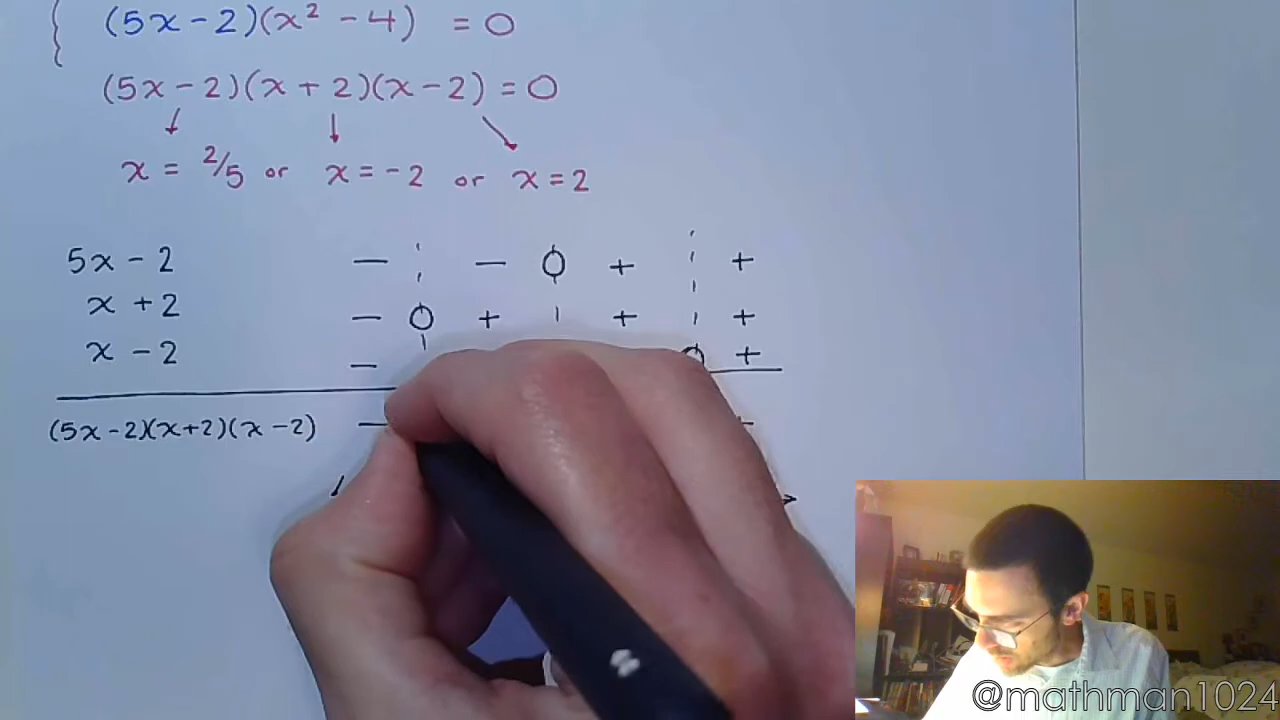 (5x - 2)(x² - 4) = 0
(5x - 2)(x + 2)(x - 2) = 0
x = 2/5 or x = -2 or x = 2
5x - 2 — — 0 + +
x + 2 — 0 + + +
x - 2 — 0 +
(5x - 2)(x + 2)(x - 2) —
@mathman1024